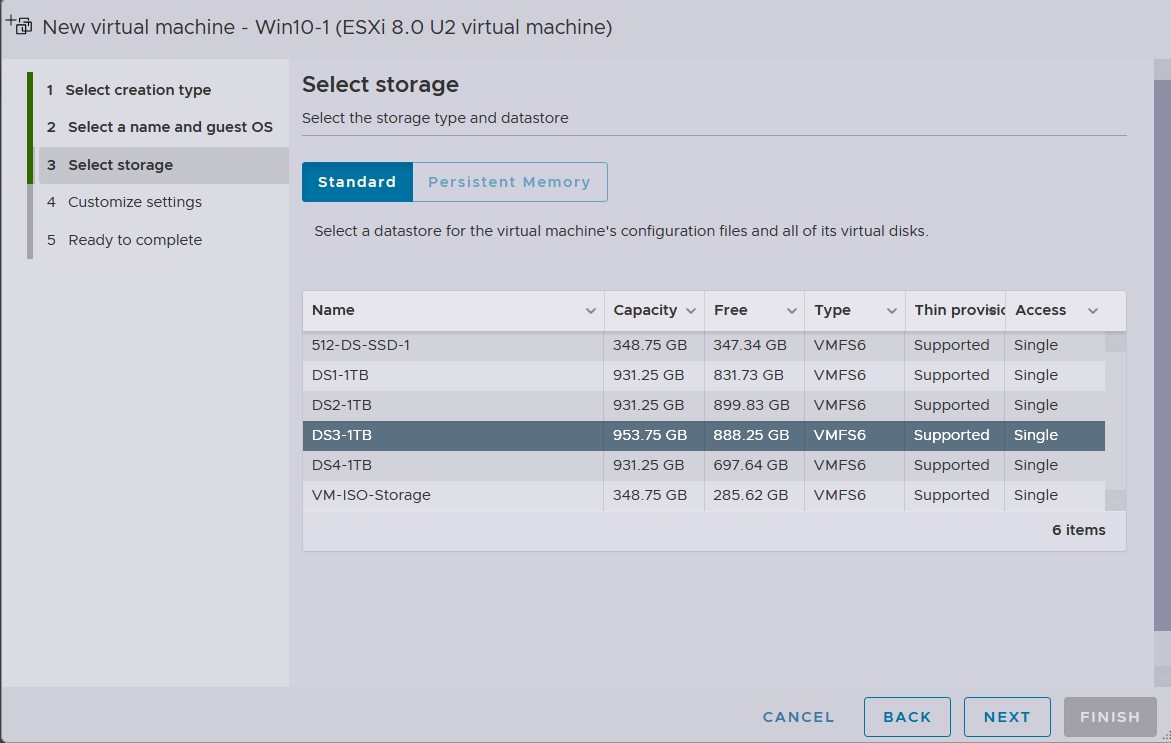 New virtual machine - Win10-1 (ESXi 8.0 U2 virtual machine)
1 Select creation type
2 Select a name and guest OS
3 Select storage
4 Customize settings
5 Ready to complete
Select storage
Select the storage type and datastore
Standard Persistent Memory
Select a datastore for the virtual machine's configuration files and all of its virtual disks.
Name Capacity Free Type Thin provisic Access
512-DS-SSD-1 348.75 GB 347.34 GB VMFS6 Supported Single
DS1-1TB 931.25 GB 831.73 GB VMFS6 Supported Single
DS2-1TB 931.25 GB 899.83 GB VMFS6 Supported Single
DS3-1TB 953.75 GB 888.25 GB VMFS6 Supported Single
DS4-1TB 931.25 GB 697.64 GB VMFS6 Supported Single
VM-ISO-Storage 348.75 GB 285.62 GB VMFS6 Supported Single
6 items
CANCEL BACK NEXT FINISH